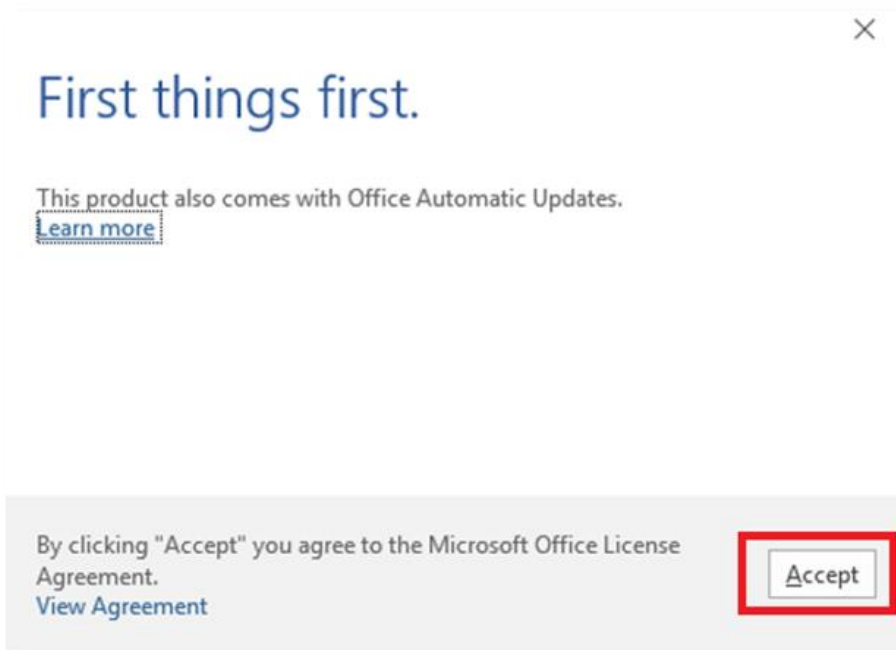 First things first.
This product also comes with Office Automatic Updates.
Learn more
By clicking "Accept" you agree to the Microsoft Office License
Agreement.
View Agreement
Accept